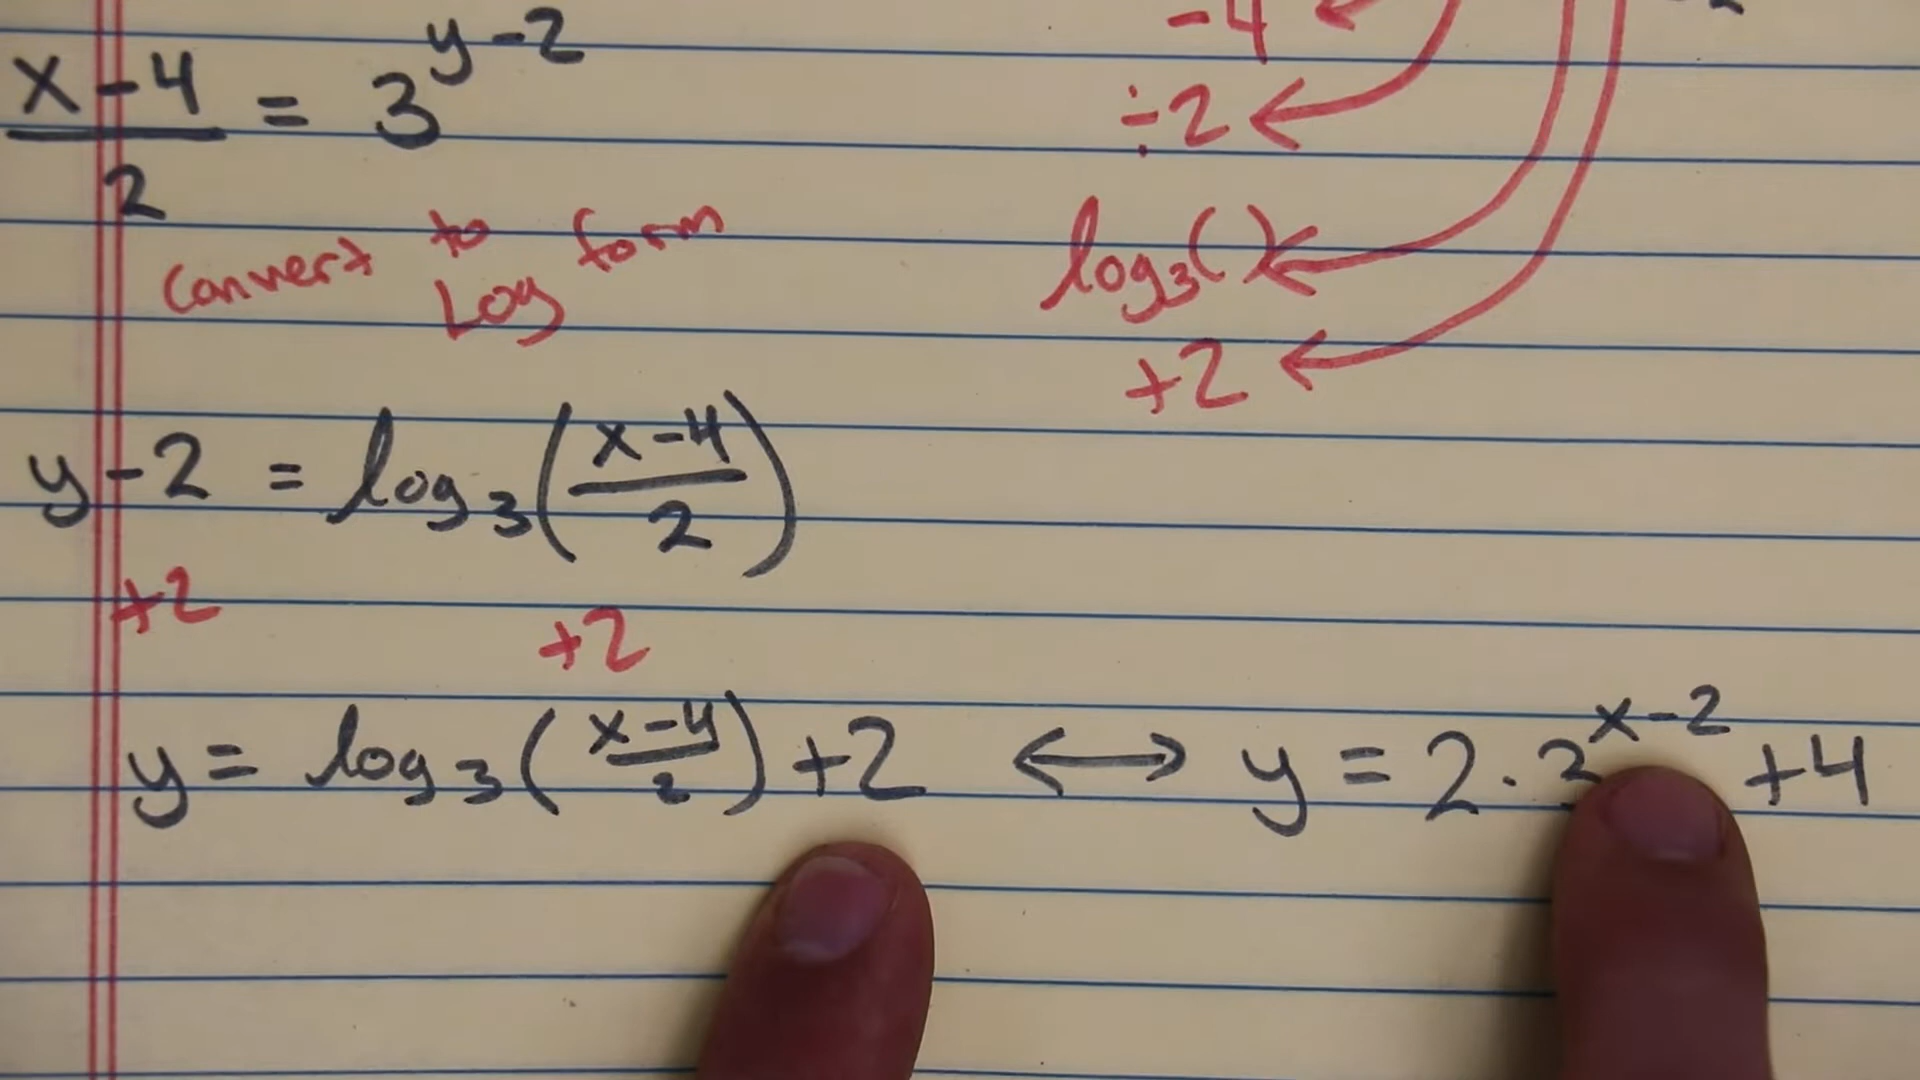 x-4/2 = 3^(y-2)
-4
÷2
convert to Log form
log₃( )
+2
y-2 = log₃((x-4)/2)
+2 +2
y = log₃((x-4)/2) +2 ⟷ y = 2·3^(x-2) +4